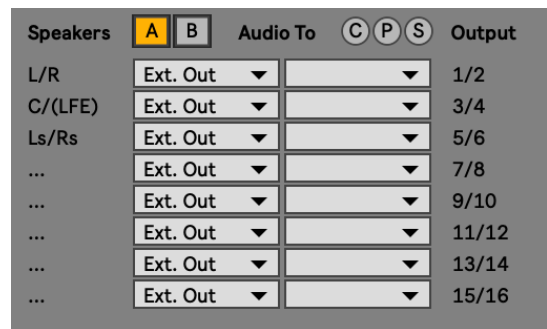 Speakers A B Audio To C P S Output
L/R Ext. Out 1/2
C/(LFE) Ext. Out 3/4
Ls/Rs Ext. Out 5/6
... Ext. Out 7/8
... Ext. Out 9/10
... Ext. Out 11/12
... Ext. Out 13/14
... Ext. Out 15/16